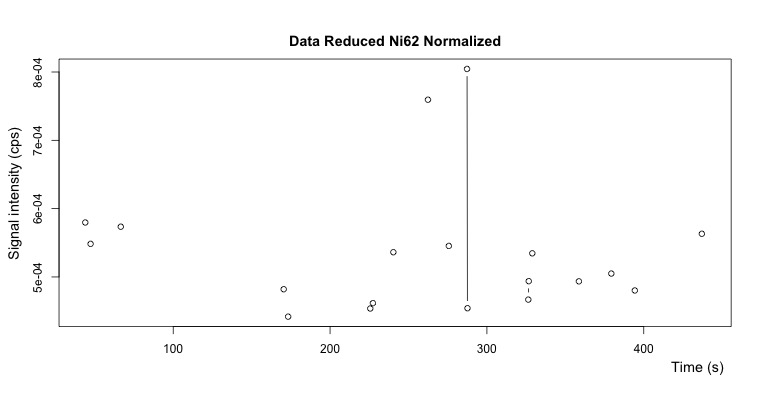 Data Reduced Ni62 Normalized
Signal intensity (cps)
8e-04
7e-04
6e-04
5e-04
100 200 300 400
Time (s)